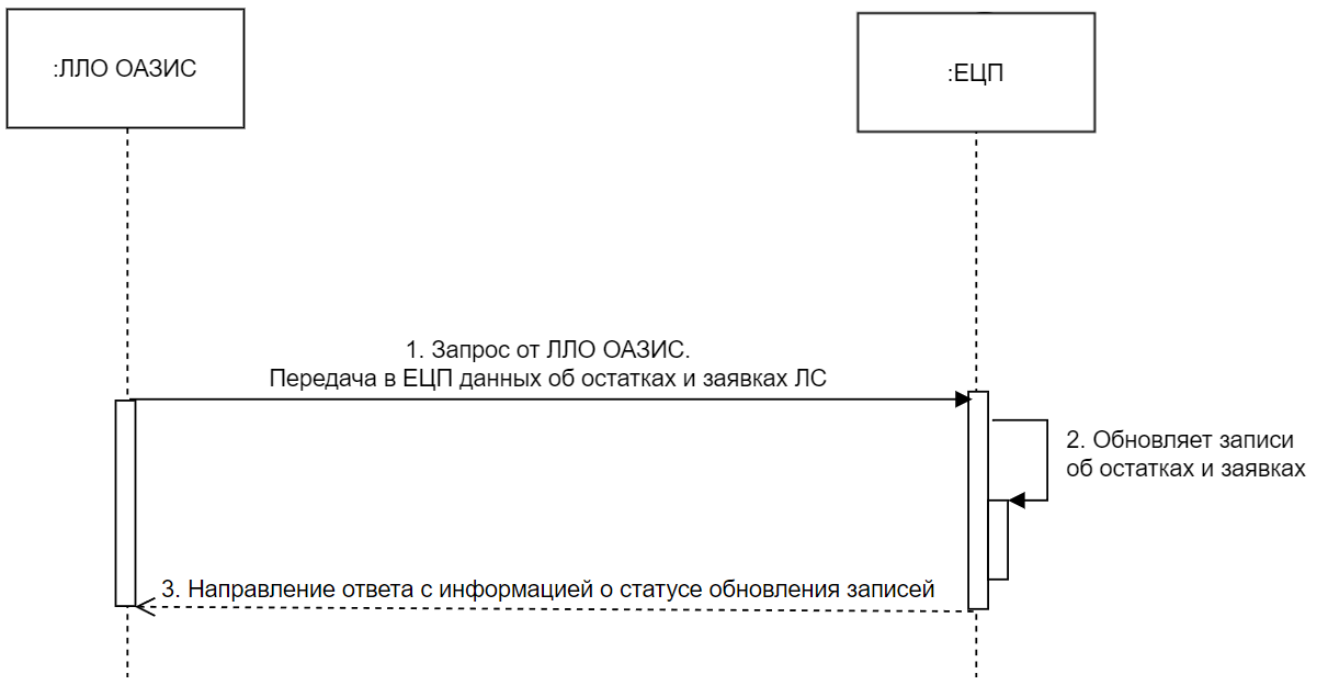 :ЛЛО ОАЗИС
:ЕЦП
1. Запрос от ЛЛО ОАЗИС.
Передача в ЕЦП данных об остатках и заявках ЛС
2. Обновляет записи
об остатках и заявках
3. Направление ответа с информацией о статусе обновления записей